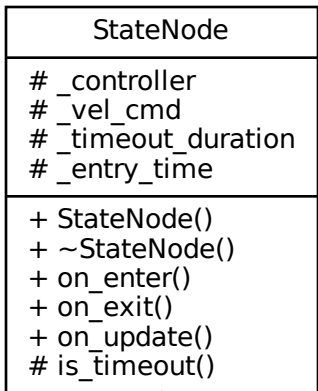 StateNode
# _controller
# _vel_cmd
# _timeout_duration
# _entry_time
+ StateNode()
+ ~StateNode()
+ on_enter()
+ on_exit()
+ on_update()
# is_timeout()